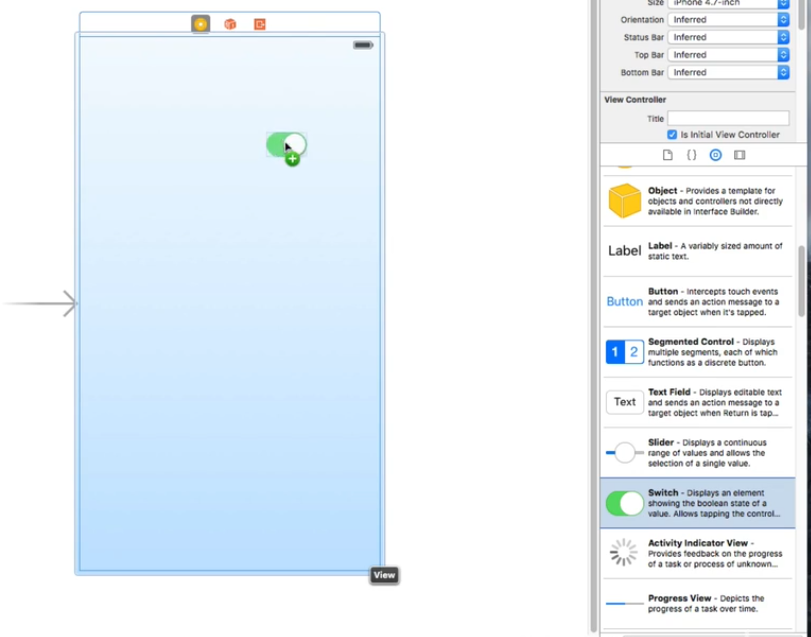 Size iPhone 4.7-inch
Orientation Inferred
Status Bar Inferred
Top Bar Inferred
Bottom Bar Inferred
View Controller
Title
Is Initial View Controller
{}
Object - Provides a template for
objects and controllers not directly
available in Interface Builder.
Label
Label - A variably sized amount of
static text.
Button
Button - Intercepts touch events
and sends an action message to a
target object when it's tapped.
1 2
Segmented Control - Displays
multiple segments, each of which
functions as a discrete button.
Text
Text Field - Displays editable text
and sends an action message to a
target object when Return is tap...
Slider - Displays a continuous
range of values and allows the
selection of a single value.
Switch - Displays an element
showing the boolean state of a
value. Allows tapping the control...
Activity Indicator View -
Provides feedback on the progress
of a task or process of unknown...
Progress View - Depicts the
progress of a task over time.
View